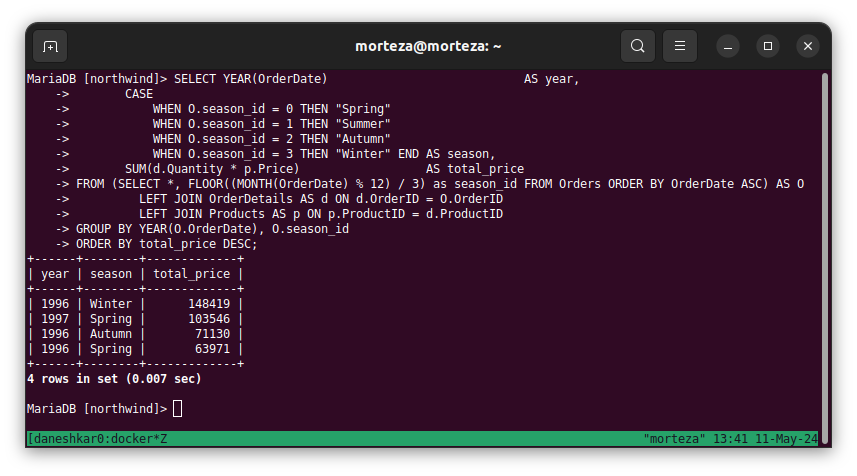 morteza@morteza: ~
MariaDB [northwind]> SELECT YEAR(OrderDate)                            AS year,
    ->        CASE
    ->            WHEN O.season_id = 0 THEN "Spring"
    ->            WHEN O.season_id = 1 THEN "Summer"
    ->            WHEN O.season_id = 2 THEN "Autumn"
    ->            WHEN O.season_id = 3 THEN "Winter" END AS season,
    ->        SUM(d.Quantity * p.Price)                  AS total_price
    -> FROM (SELECT *, FLOOR((MONTH(OrderDate) % 12) / 3) as season_id FROM Orders ORDER BY OrderDate ASC) AS O
    ->          LEFT JOIN OrderDetails AS d ON d.OrderID = O.OrderID
    ->          LEFT JOIN Products AS p ON p.ProductID = d.ProductID
    -> GROUP BY YEAR(O.OrderDate), O.season_id
    -> ORDER BY total_price DESC;
+------+--------+-------------+
| year | season | total_price |
+------+--------+-------------+
| 1996 | Winter |      148419 |
| 1997 | Spring |      103546 |
| 1996 | Autumn |       71130 |
| 1996 | Spring |       63971 |
+------+--------+-------------+
4 rows in set (0.007 sec)
MariaDB [northwind]>
[daneshkar0:docker*Z "morteza" 13:41 11-May-24